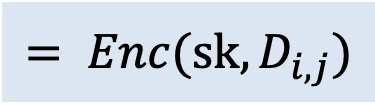 = Enc(sk, D_{i,j})